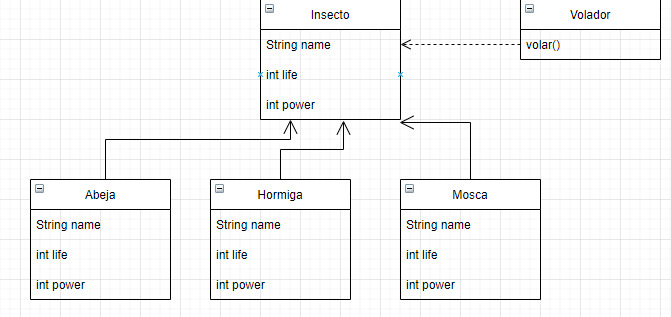 Insecto
String name
int life
int power
Volador
volar()
Abeja
String name
int life
int power
Hormiga
String name
int life
int power
Mosca
String name
int life
int power